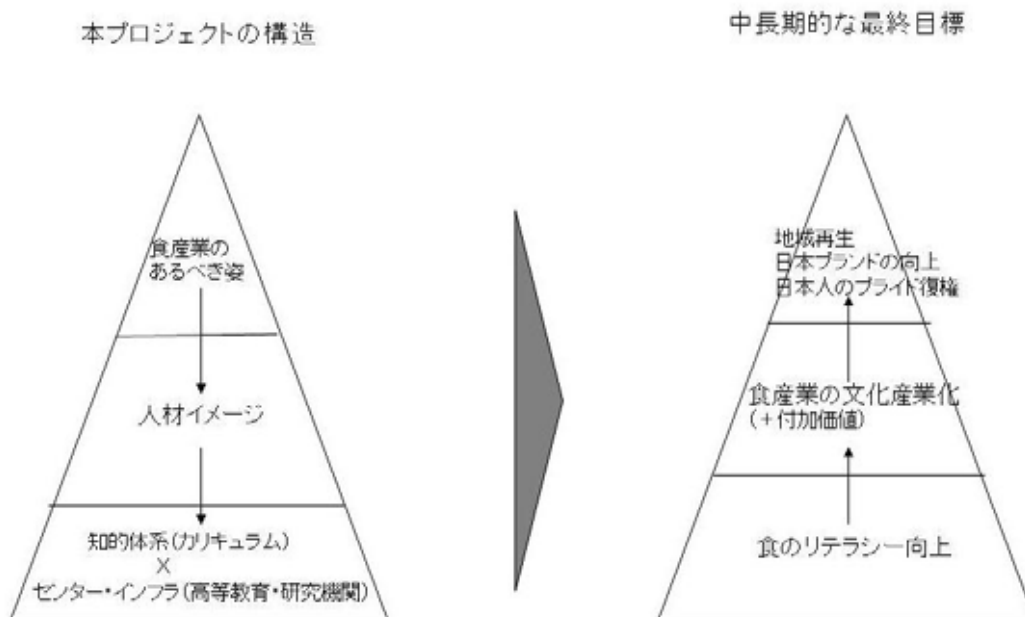 本プロジェクトの構造
食産業の
あるべき姿
人材イメージ
知的体系(カリキュラム)
×
センター・インフラ(高等教育・研究機関)
中長期的な最終目標
地域再生
日本ブランドの向上
日本人のプライド復権
食産業の文化産業化
(+付加価値)
食のリテラシー向上